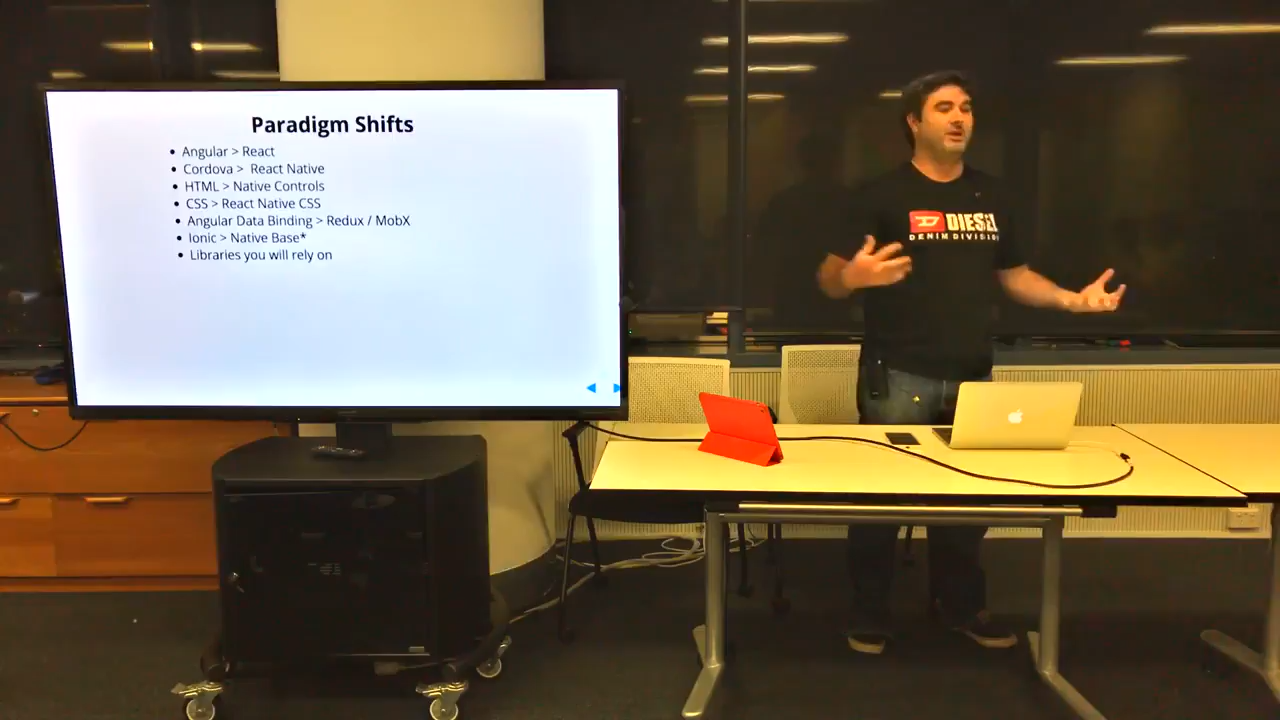 Paradigm Shifts
Angular > React
Cordova > React Native
HTML > Native Controls
CSS > React Native CSS
Angular Data Binding > Redux / MobX
Ionic > Native Base*
Libraries you will rely on
DIESEL
DENIM DIVISION